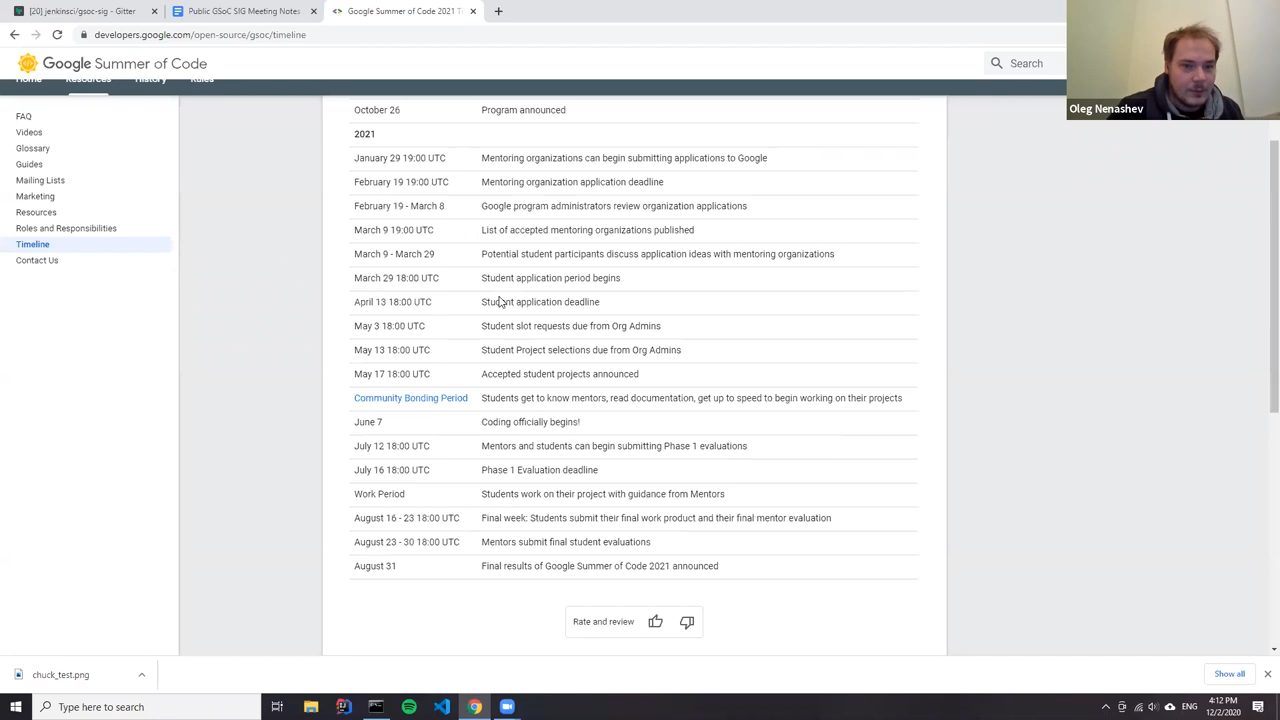 [20] jenkinsci/gsoc-sig - Gitter
Public GSoC SIG Meeting Notes
Google Summer of Code 2021 Ti
developers.google.com/open-source/gsoc/timeline
Google Summer of Code
Search
Oleg Nenashev
Home Resources History Rules
FAQ
Videos
Glossary
Guides
Mailing Lists
Marketing
Resources
Roles and Responsibilities
Timeline
Contact Us
October 26 Program announced
2021
January 29 19:00 UTC Mentoring organizations can begin submitting applications to Google
February 19 19:00 UTC Mentoring organization application deadline
February 19 - March 8 Google program administrators review organization applications
March 9 19:00 UTC List of accepted mentoring organizations published
March 9 - March 29 Potential student participants discuss application ideas with mentoring organizations
March 29 18:00 UTC Student application period begins
April 13 18:00 UTC Student application deadline
May 3 18:00 UTC Student slot requests due from Org Admins
May 13 18:00 UTC Student Project selections due from Org Admins
May 17 18:00 UTC Accepted student projects announced
Community Bonding Period Students get to know mentors, read documentation, get up to speed to begin working on their projects
June 7 Coding officially begins!
July 12 18:00 UTC Mentors and students can begin submitting Phase 1 evaluations
July 16 18:00 UTC Phase 1 Evaluation deadline
Work Period Students work on their project with guidance from Mentors
August 16 - 23 18:00 UTC Final week: Students submit their final work product and their final mentor evaluation
August 23 - 30 18:00 UTC Mentors submit final student evaluations
August 31 Final results of Google Summer of Code 2021 announced
Rate and review
chuck_test.png
Show all
Type here to search
ENG
4:12 PM
12/2/2020